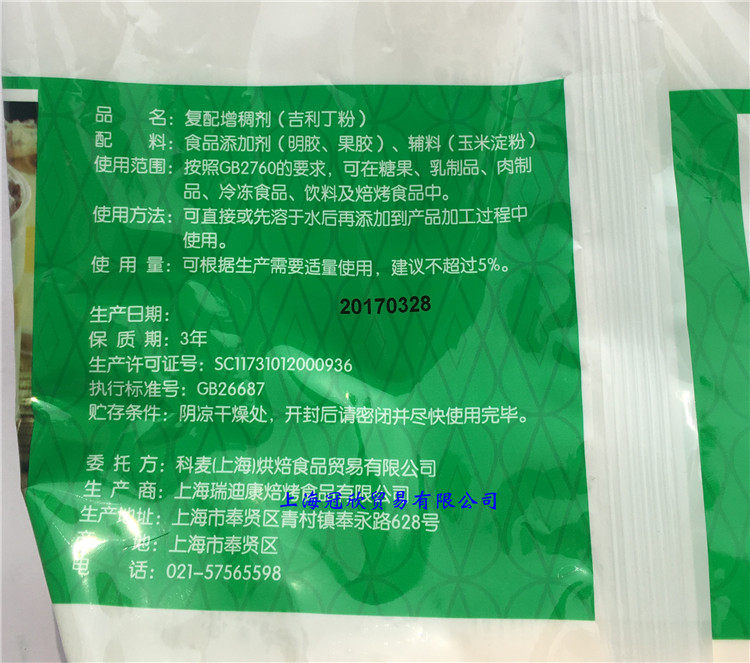 品 名：复配增稠剂（吉利丁粉）
配 料：食品添加剂（明胶、果胶）、辅料（玉米淀粉）
使用范围：按照GB2760的要求，可在糖果、乳制品、肉制
品、冷冻食品、饮料及焙烤食品中。
使用方法：可直接或先溶于水后再添加到产品加工过程中
使用。
使 用 量：可根据生产需要适量使用，建议不超过5%。
生产日期： 20170328
保 质 期：3年
生产许可证号：SC11731012000936
执行标准号：GB26687
贮存条件：阴凉干燥处，开封后请密闭并尽快使用完毕。
委 托 方：科麦(上海)烘焙食品贸易有限公司
生 产 商：上海瑞迪康焙烤食品有限公司
上海冠欣贸易有限公司
生产地址：上海市奉贤区青村镇奉永路628号
产 地：上海市奉贤区
电 话：021-57565598